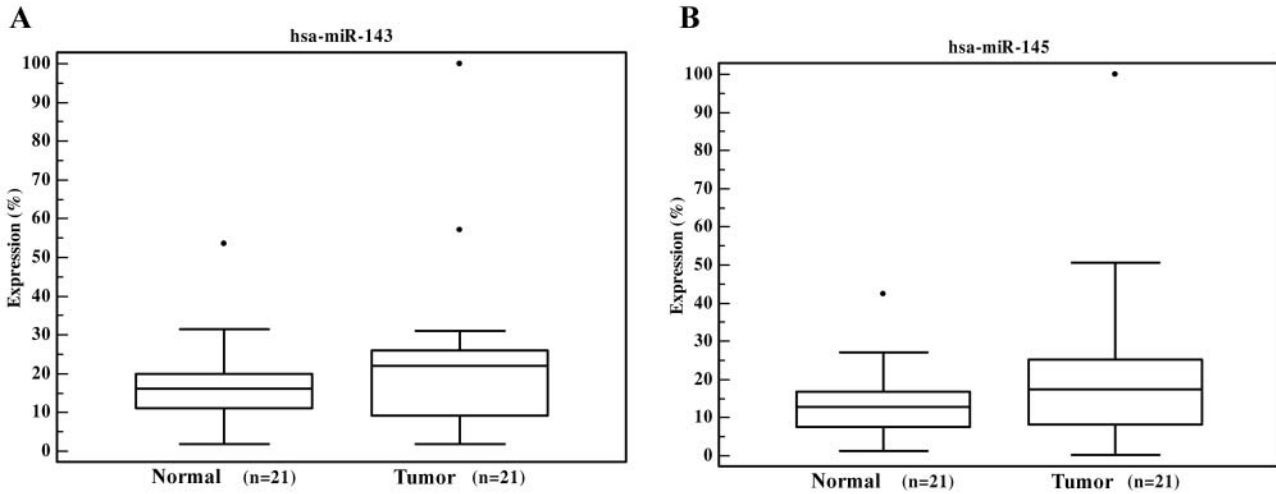 A
hsa-miR-143
Expression (%)
100
90
80
70
60
50
40
30
20
10
0
Normal (n=21) Tumor (n=21)
B
hsa-miR-145
Expression (%)
100
90
80
70
60
50
40
30
20
10
0
Normal (n=21) Tumor (n=21)